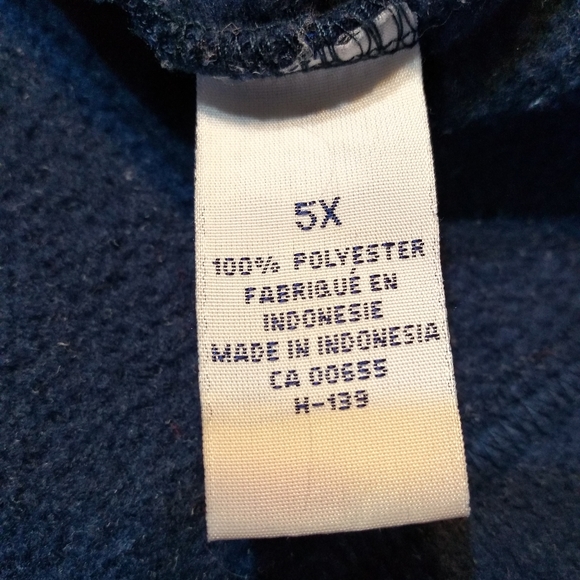 5X
100% POLYESTER
FABRIQUÉ EN
INDONESIE
MADE IN INDONESIA
CA 00655
H-139